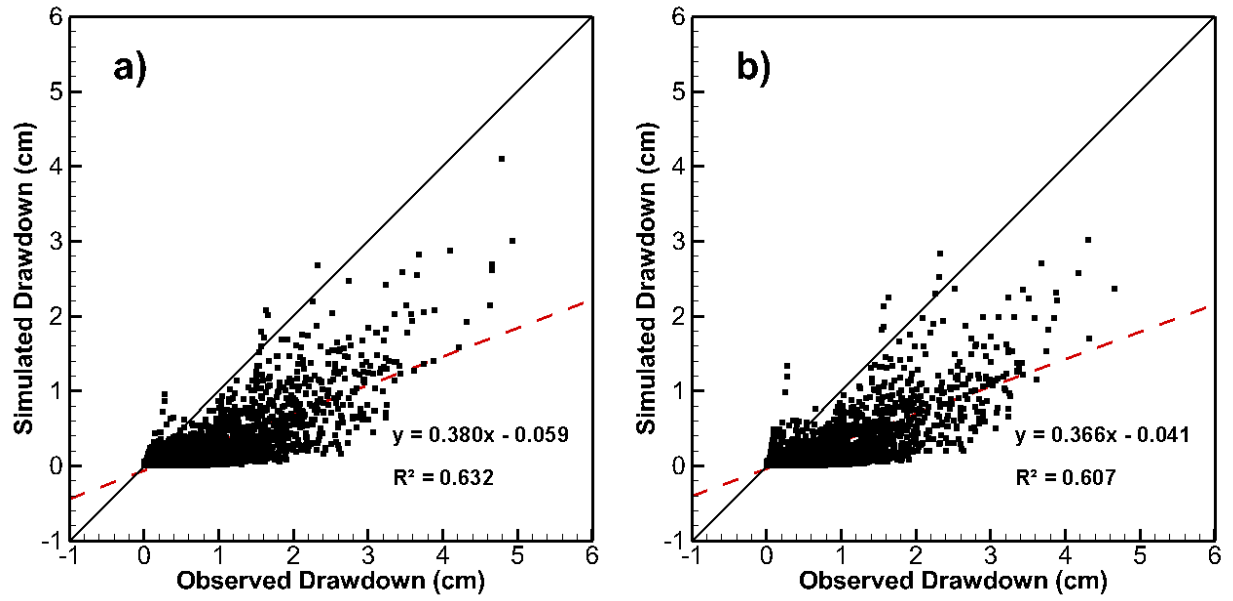 a)
6
5
4
3
2
1
0
-1
Simulated Drawdown (cm)
y = 0.380x - 0.059
R² = 0.632
-1 0 1 2 3 4 5 6
Observed Drawdown (cm)
b)
6
5
4
3
2
1
0
-1
Simulated Drawdown (cm)
y = 0.366x - 0.041
R² = 0.607
-1 0 1 2 3 4 5 6
Observed Drawdown (cm)